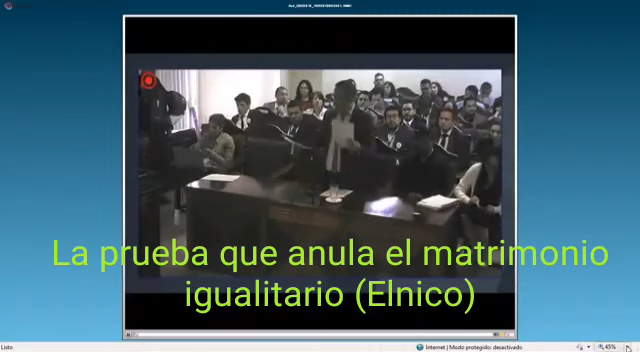 La prueba que anula el matrimonio
igualitario (Elnico)
Listo
Internet | Modo protegido: desactivado
45%